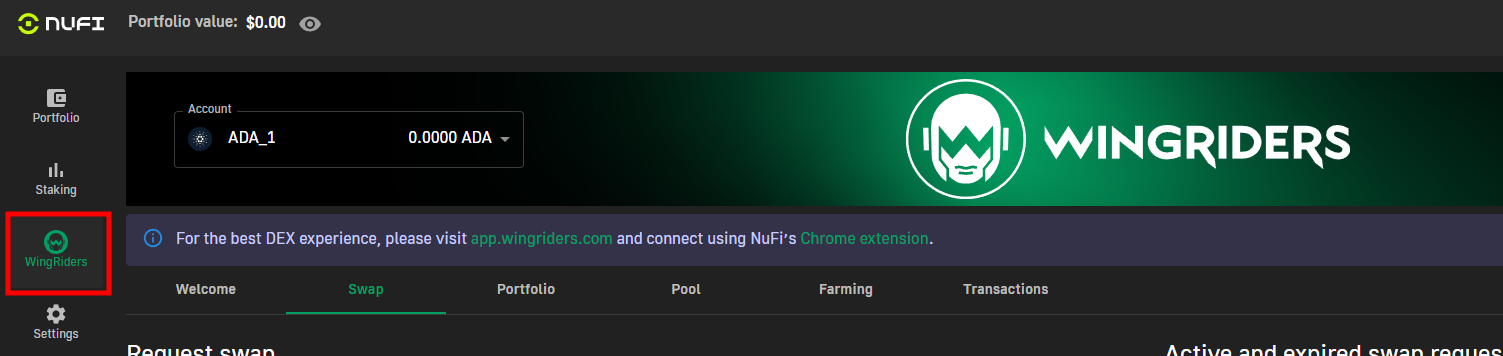 NUFI Portfolio value: $0.00
Portfolio
Staking
WingRiders
Settings
Account
ADA_1 0.0000 ADA
WINGRIDERS
For the best DEX experience, please visit app.wingriders.com and connect using NuFi's Chrome extension.
Welcome Swap Portfolio Pool Farming Transactions
Request swap Active and expired swap reques